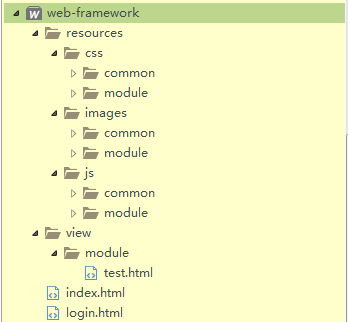 W web-framework
resources
css
common
module
images
common
module
js
common
module
view
module
test.html
index.html
login.html